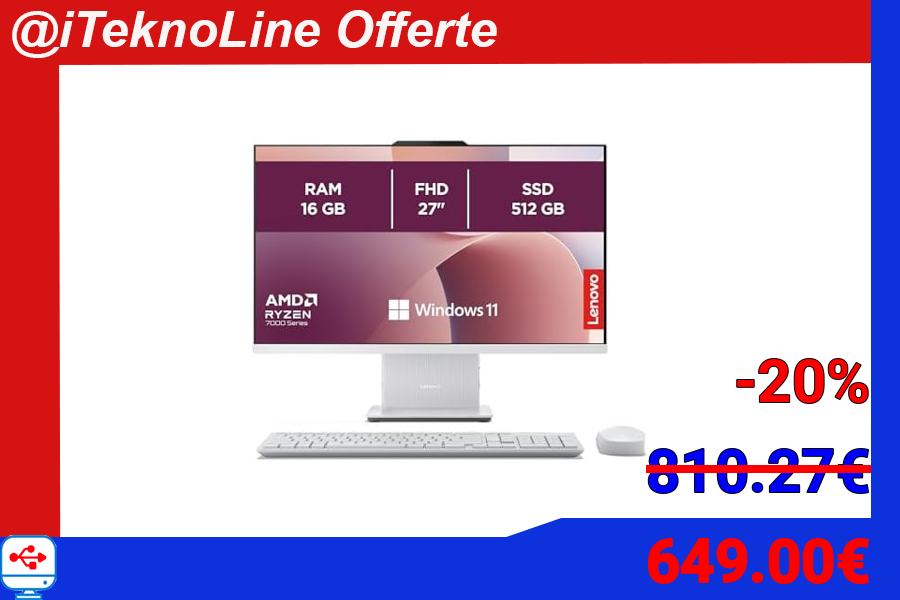 @iTeknoLine Offerte
RAM
16 GB
FHD
27"
SSD
512 GB
AMD
RYZEN
7000 Series
Windows 11
Lenovo
Lenovo
-20%
810.27€
649.00€